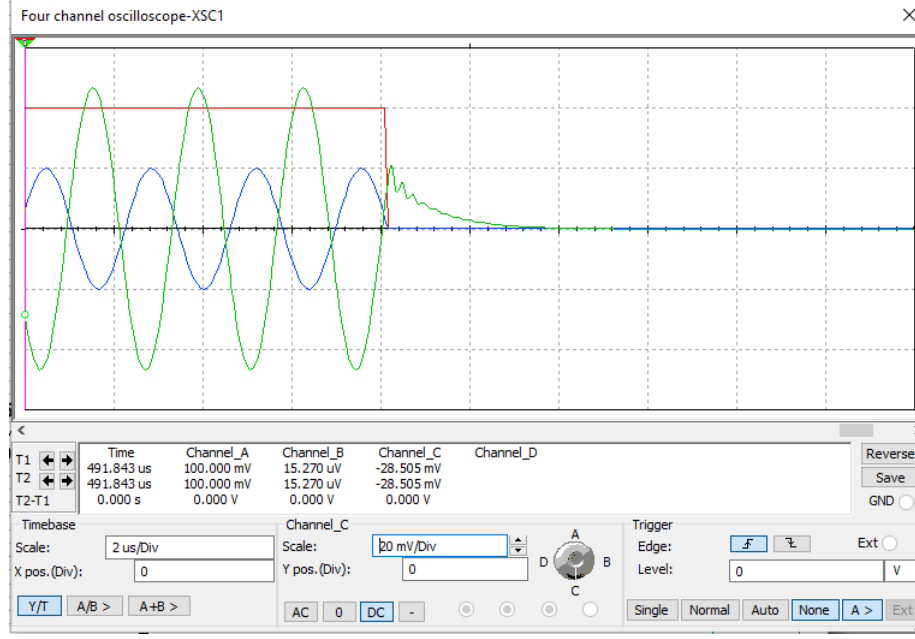 Four channel oscilloscope-XSC1
Time Channel_A Channel_B Channel_C Channel_D
T1 491.843 us 100.000 mV 15.270 uV -28.505 mV
T2 491.843 us 100.000 mV 15.270 uV -28.505 mV
T2-T1 0.000 s 0.000 V 0.000 V 0.000 V
Reverse
Save
GND
Timebase
Scale: 2 us/Div
X pos.(Div): 0
Y/T A/B > A+B >
Channel_C
Scale: 20 mV/Div
Y pos.(Div): 0
AC 0 DC -
A
D B
C
Trigger
Edge: Ext
Level: 0 V
Single Normal Auto None A > Ext